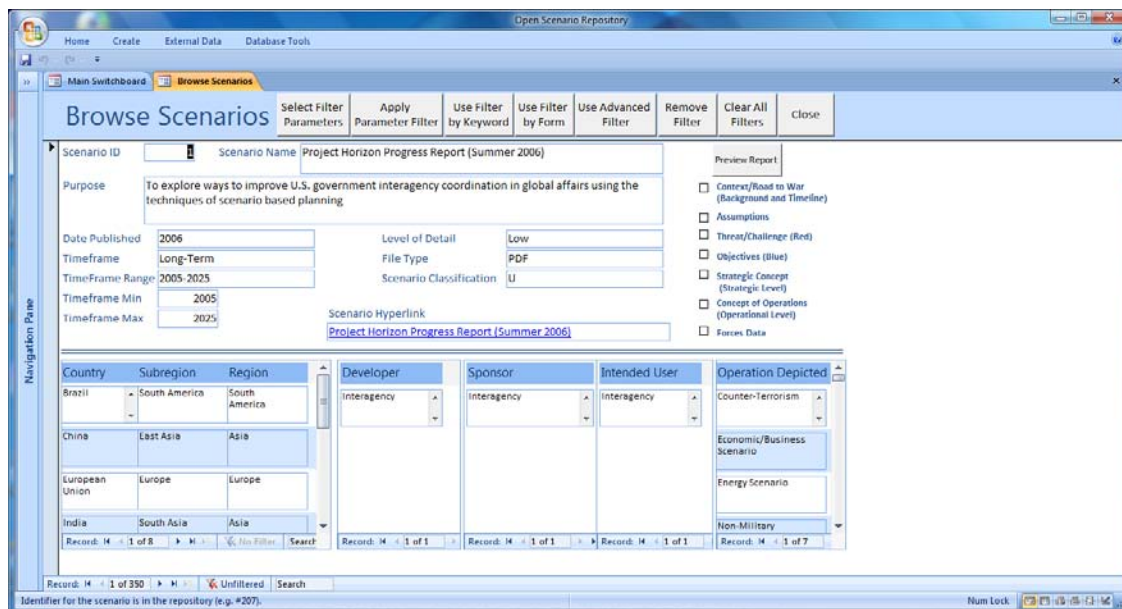 Open Scenario Repository
Home Create External Data Database Tools
Main Switchboard Browse Scenarios
Browse Scenarios
Select Filter Parameters
Apply Parameter Filter
Use Filter by Keyword
Use Filter by Form
Use Advanced Filter
Remove Filter
Clear All Filters
Close
Scenario ID 1 Scenario Name Project Horizon Progress Report (Summer 2006)
Preview Report
Purpose To explore ways to improve U.S. government interagency coordination in global affairs using the
techniques of scenario based planning
Context/Road to War
(Background and Timeline)
Assumptions
Threat/Challenge (Red)
Objectives (Blue)
Strategic Concept
(Strategic Level)
Concept of Operations
(Operational Level)
Forces Data
Date Published 2006 Level of Detail Low
Timeframe Long-Term File Type PDF
TimeFrame Range 2005-2025 Scenario Classification U
Timeframe Min 2005
Timeframe Max 2025
Scenario Hyperlink
Project Horizon Progress Report (Summer 2006)
Navigation Pane
Country Subregion Region
Brazil South America South
America
China East Asia Asia
European
Union Europe Europe
India South Asia Asia
Record: 1 of 8 No Filter Search
Developer
Interagency
Record: 1 of 1
Sponsor
Interagency
Record: 1 of 1
Intended User
Interagency
Record: 1 of 1
Operation Depicted
Counter-Terrorism
Economic/Business
Scenario
Energy Scenario
Non-Military
Record: 1 of 7
Record: 1 of 350 Unfiltered Search
Identifier for the scenario is in the repository (e.g. #207). Num Lock